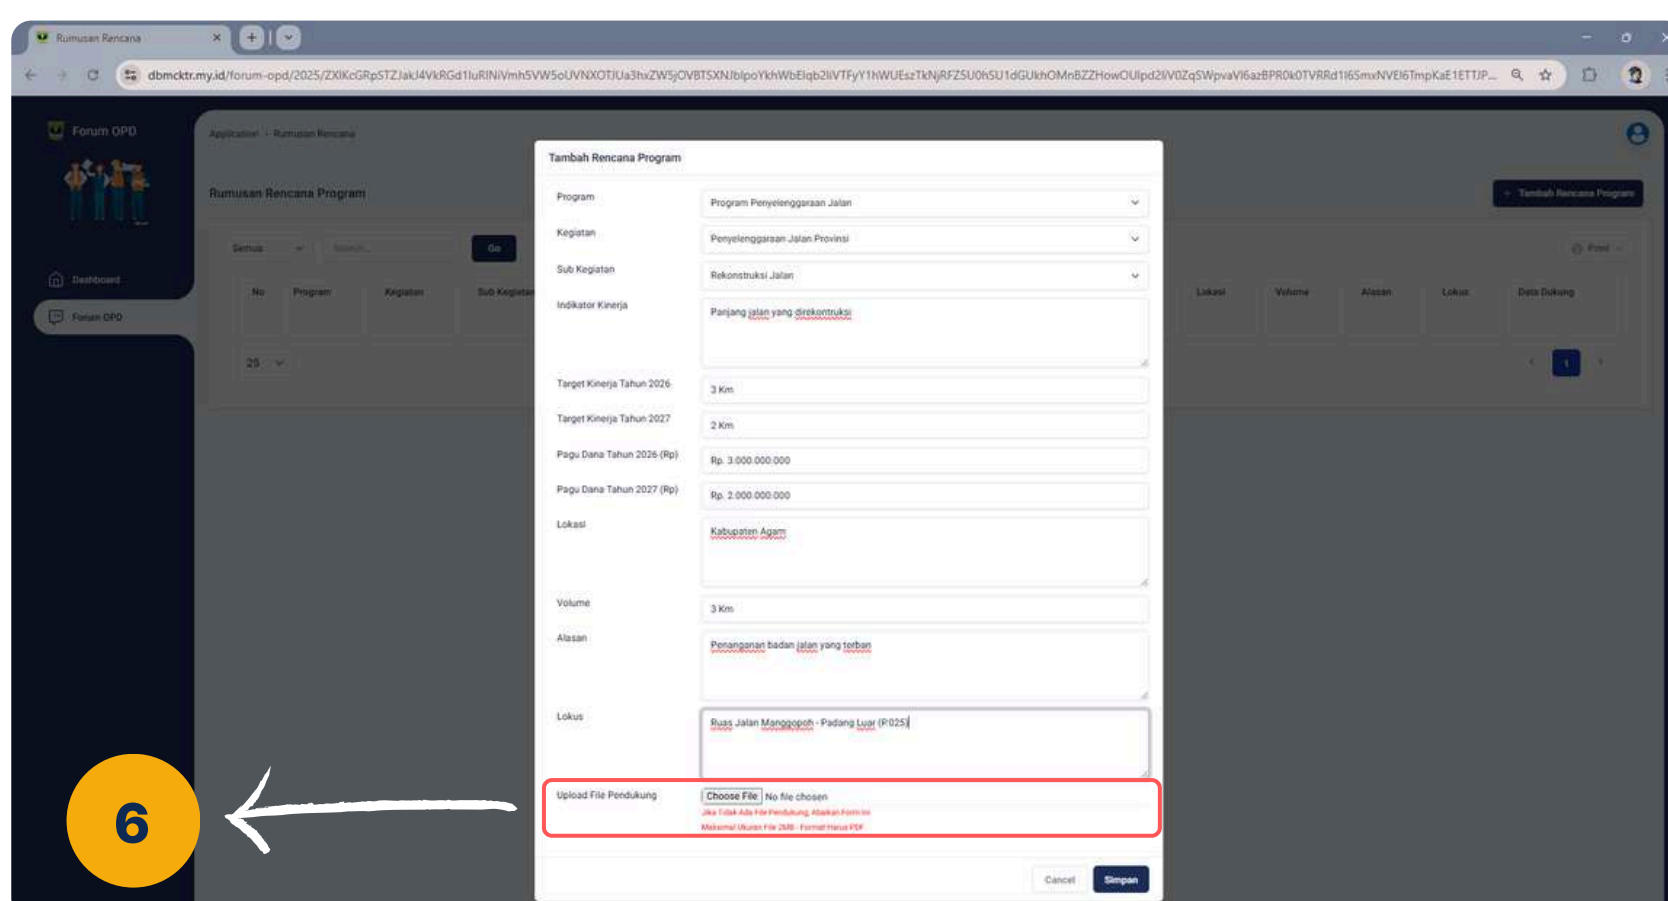 Rumusan Rencana
Forum OPD
Application - Rumusan Rencana
Rumusan Rencana Program
+ Tambah Rencana Program
Semua
Search...
Go
Print
Dashboard
Forum OPD
No Program Kegiatan Sub Kegiatan Lokasi Volume Alasan Lokus Data Dukung
25
1
Tambah Rencana Program
Program
Program Penyelenggaraan Jalan
Kegiatan
Penyelenggaraan Jalan Provinsi
Sub Kegiatan
Rekonstruksi Jalan
Indikator Kinerja
Panjang jalan yang direkontruksi
Target Kinerja Tahun 2026
3 Km
Target Kinerja Tahun 2027
2 Km
Pagu Dana Tahun 2026 (Rp)
Rp. 3.000.000.000
Pagu Dana Tahun 2027 (Rp)
Rp. 2.000.000.000
Lokasi
Kabupaten Agam
Volume
3 Km
Alasan
Penanganan badan jalan yang terban
Lokus
Ruas Jalan Manggopoh - Padang Luar (P.025)
Upload File Pendukung
Choose File No file chosen
Jika Tidak Ada File Pendukung, Abaikan Form Ini
Maksimal Ukuran File 2MB - Format Harus PDF
Cancel
Simpan
6